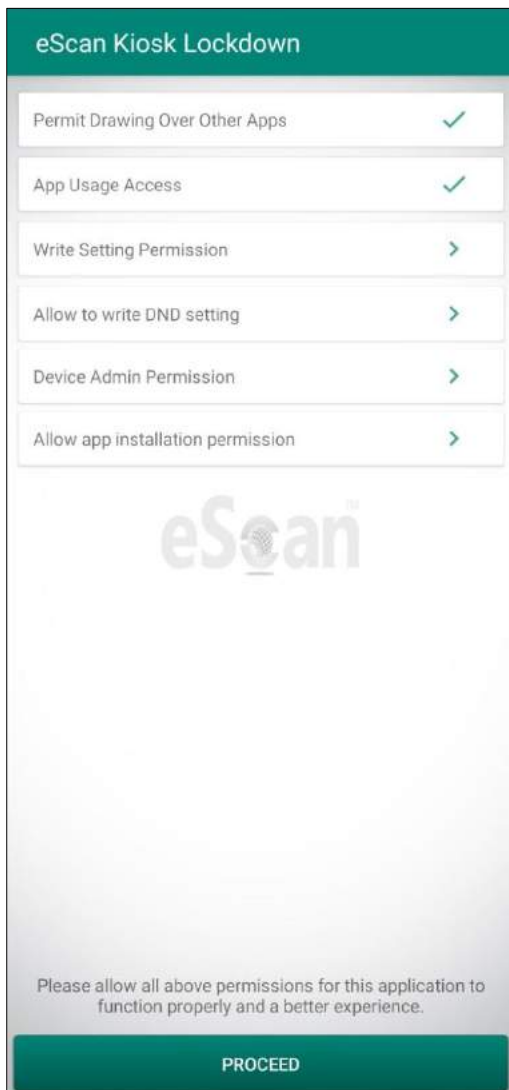 eScan Kiosk Lockdown
Permit Drawing Over Other Apps
App Usage Access
Write Setting Permission
Allow to write DND setting
Device Admin Permission
Allow app installation permission
eScan™
Please allow all above permissions for this application to
function properly and a better experience.
PROCEED